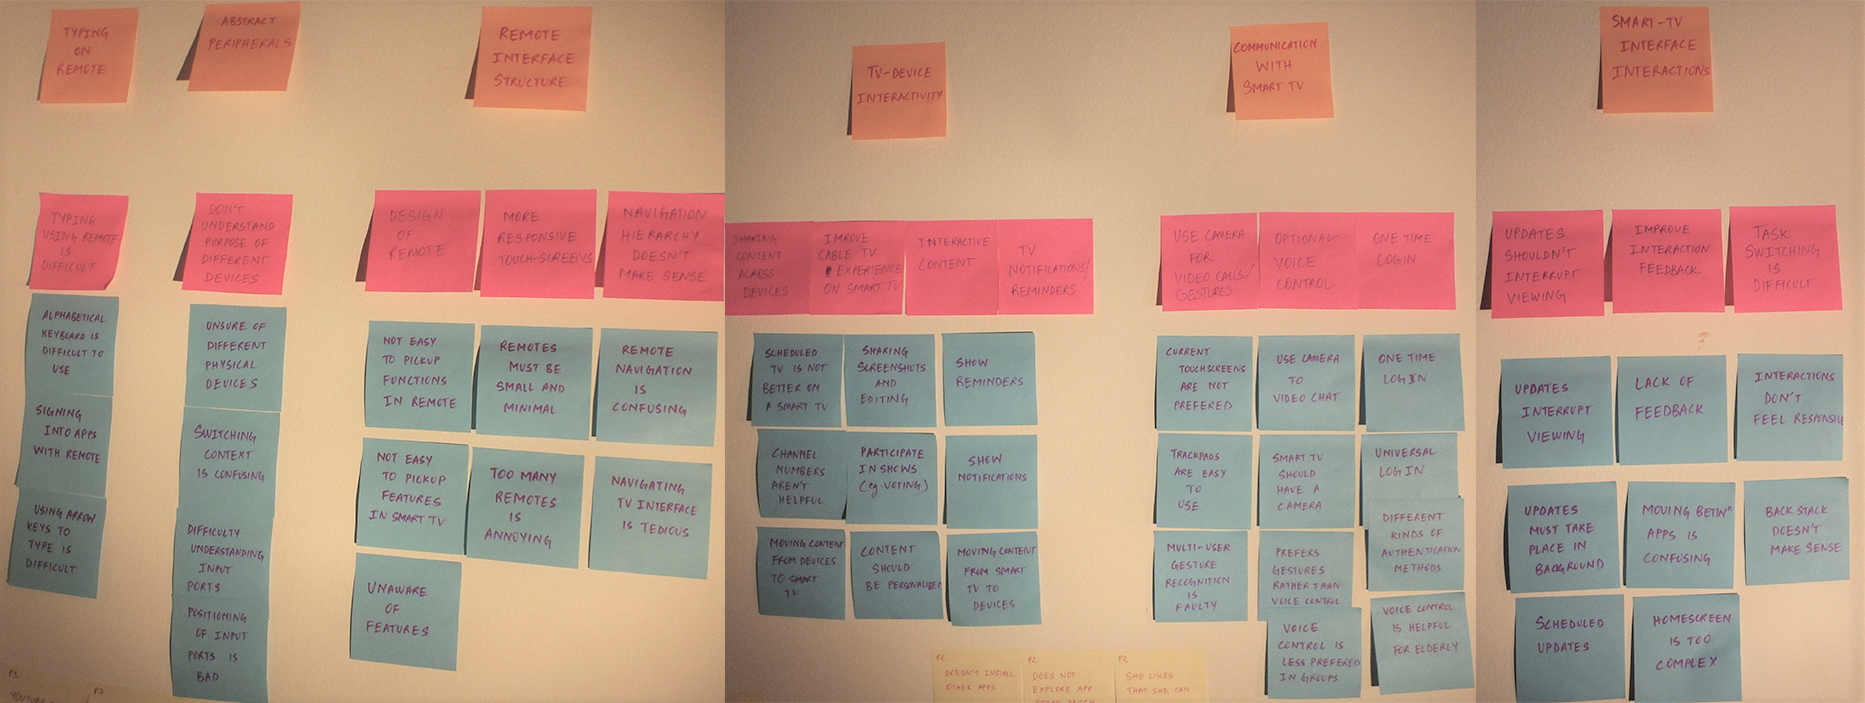 TYPING
ON
REMOTE
ABSTRACT
PERIPHERALS
REMOTE
INTERFACE
STRUCTURE
TV-DEVICE
INTERACTIVITY
COMMUNICATION
WITH
SMART TV
SMART-TV
INTERFACE
INTERACTIONS
TYPING
USING REMOTE
IS
DIFFICULT
DON'T
UNDERSTAND
PURPOSE OF
DIFFERENT
DEVICES
DESIGN
OF
REMOTE
MORE
RESPONSIVE
TOUCH-SCREENS
NAVIGATION
HIERARCHY
DOESN'T
MAKE SENSE
SHARING
CONTENT
ACROSS
DEVICES
IMPROVE
CABLE TV
EXPERIENCE
ON SMART TV
INTERACTIVE
CONTENT
TV
NOTIFICATIONS/
REMINDERS
USE CAMERA
FOR
VIDEO CALLS/
GESTURES
OPTIONAL
VOICE
CONTROL
ONE TIME
LOGIN
UPDATES
SHOULDN'T
INTERRUPT
VIEWING
IMPROVE
INTERACTION
FEEDBACK
TASK
SWITCHING
IS
DIFFICULT
ALPHABETICAL
KEYBOARD IS
DIFFICULT TO
USE
SIGNING
INTO APPS
WITH REMOTE
USING ARROW
KEYS TO
TYPE IS
DIFFICULT
UNSURE OF
DIFFERENT
PHYSICAL
DEVICES
SWITCHING
CONTEXT
IS CONFUSING
DIFFICULTY
UNDERSTANDING
INPUT
PORTS
POSITIONING
OF INPUT
PORTS IS
BAD
NOT EASY
TO PICKUP
FUNCTIONS
IN REMOTE
REMOTES
MUST BE
SMALL AND
MINIMAL
REMOTE
NAVIGATION
IS
CONFUSING
NOT EASY
TO PICKUP
FEATURES
IN SMART TV
TOO MANY
REMOTES
IS
ANNOYING
NAVIGATING
TV INTERFACE
IS TEDIOUS
UNAWARE
OF
FEATURES
SCHEDULED
TV IS NOT
BETTER ON
A SMART TV
SHARING
SCREENSHOTS
AND
EDITING
SHOW
REMINDERS
CHANNEL
NUMBERS
AREN'T
HELPFUL
PARTICIPATE
IN SHOWS
(eg. VOTING)
SHOW
NOTIFICATIONS
MOVING CONTENT
FROM DEVICES
TO SMART
TV
CONTENT
SHOULD
BE PERSONALIZED
MOVING CONTENT
FROM SMART
TV TO
DEVICES
CURRENT
TOUCHSCREENS
ARE NOT
PREFERED
USE CAMERA
TO
VIDEO CHAT
ONE TIME
LOG IN
TRACKPADS
ARE EASY
TO
USE
SMART TV
SHOULD
HAVE A
CAMERA
UNIVERSAL
LOG IN
DIFFERENT
KINDS OF
AUTHENTICATION
METHODS
MULTI-USER
GESTURE
RECOGNITION
IS
FAULTY
PREFERS
GESTURES
RATHER THAN
VOICE CONTROL
VOICE
CONTROL IS
LESS PREFERED
IN GROUPS
VOICE CONTROL
IS HELPFUL
FOR ELDERLY
UPDATES
INTERRUPT
VIEWING
LACK OF
FEEDBACK
INTERACTIONS
DON'T
FEEL RESPONSIVE
UPDATES
MUST TAKE
PLACE IN
BACKGROUND
MOVING BETWN
APPS IS
CONFUSING
BACK STACK
DOESN'T
MAKE SENSE
SCHEDULED
UPDATES
HOMESCREEN
IS TOO
COMPLEX
P1
P2
P2
DOESN'T INSTALL
OTHER APPS
P2
DOES NOT
EXPLORE APP
P2
SHE LIKES
THAT SHE CAN